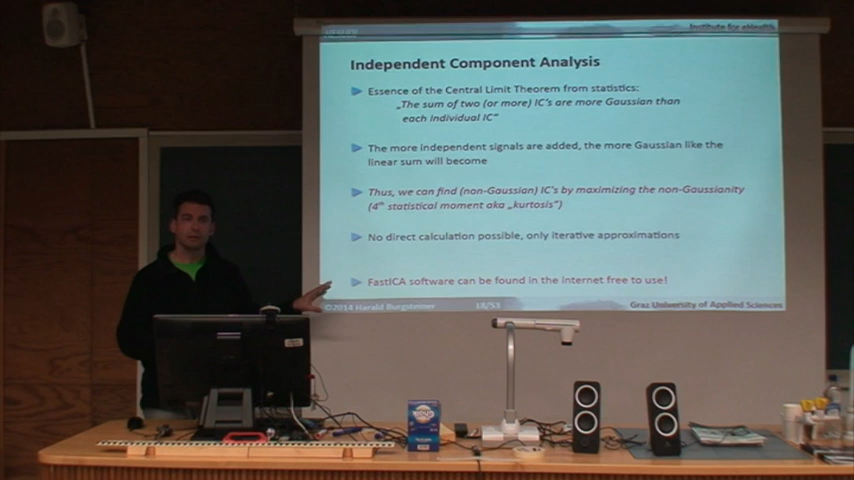 Institute for eHealth
Independent Component Analysis
Essence of the Central Limit Theorem from statistics:
„The sum of two (or more) IC's are more Gaussian than
each individual IC"
The more independent signals are added, the more Gaussian like the
linear sum will become
Thus, we can find (non-Gaussian) IC's by maximizing the non-Gaussianity
(4th statistical moment aka „kurtosis")
No direct calculation possible, only iterative approximations
FastICA software can be found in the internet free to use!
©2014 Harald Burgsteiner 18/53 Graz University of Applied Sciences